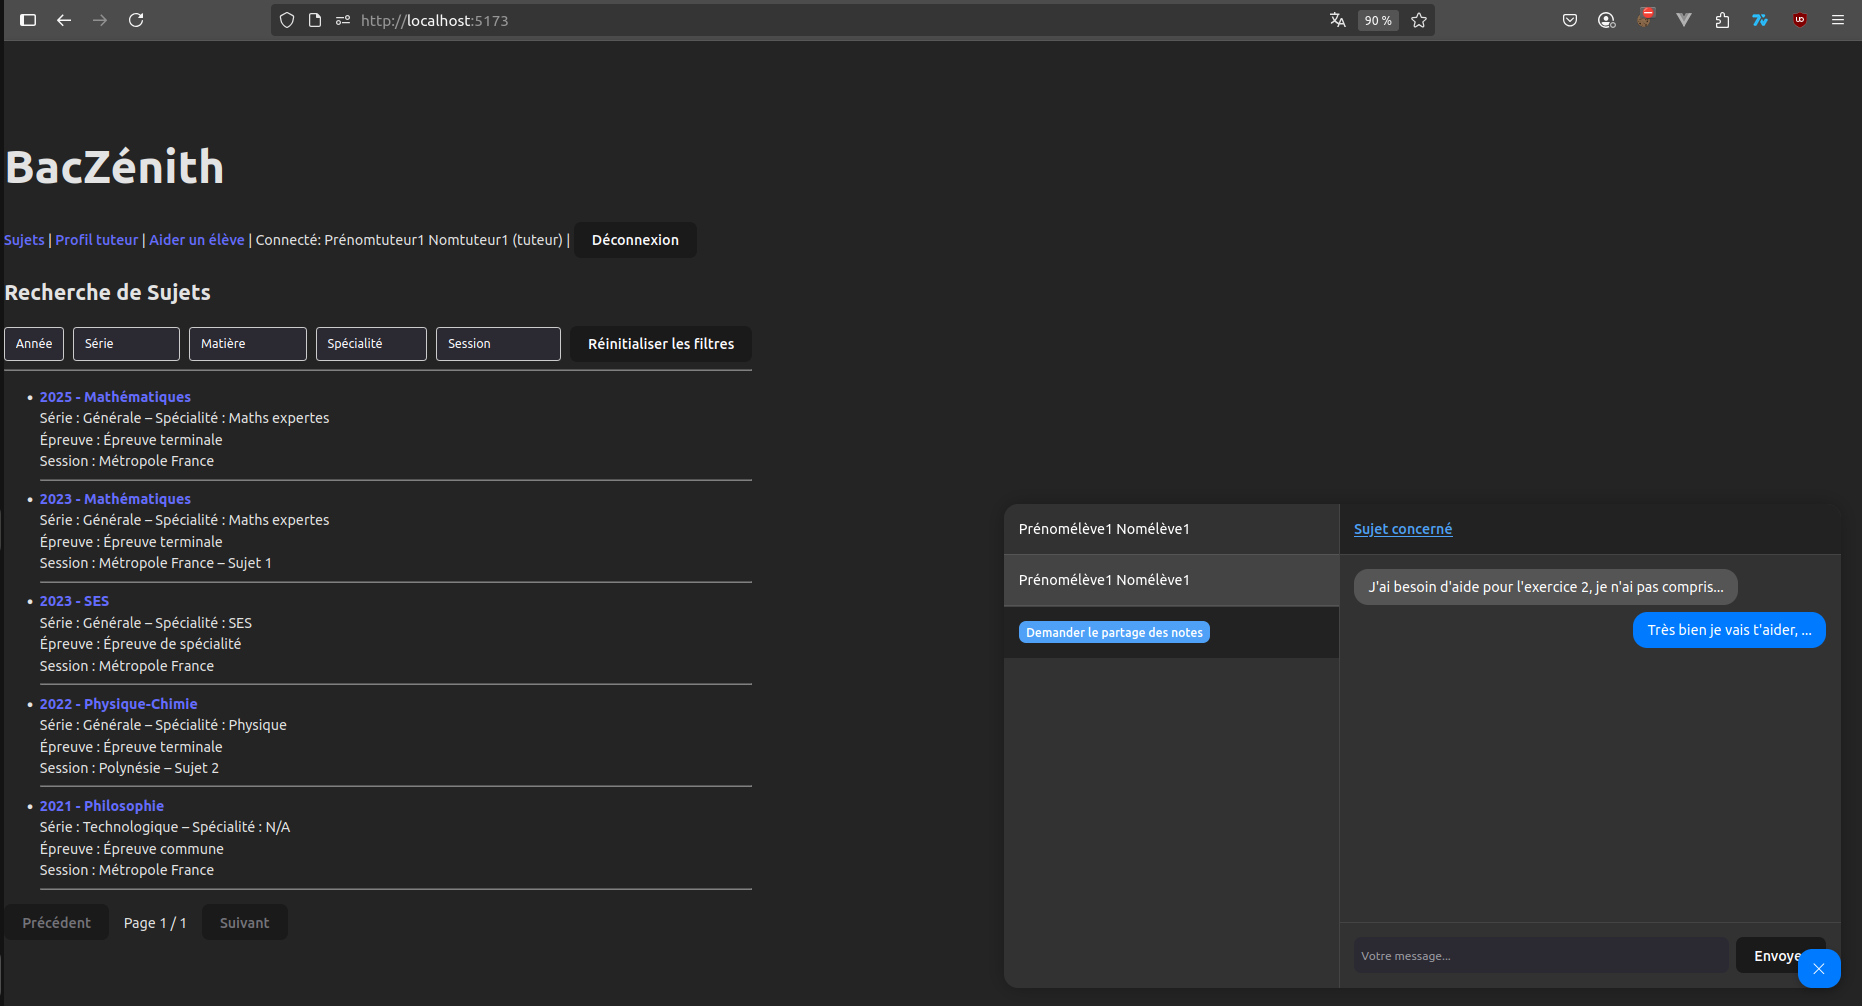 http://localhost:5173
90 %
BacZénith
Sujets | Profil tuteur | Aider un élève | Connecté: Prénomtuteur1 Nomtuteur1 (tuteur) | Déconnexion
Recherche de Sujets
Année Série Matière Spécialité Session Réinitialiser les filtres
• 2025 - Mathématiques
Série : Générale – Spécialité : Maths expertes
Épreuve : Épreuve terminale
Session : Métropole France
• 2023 - Mathématiques
Série : Générale – Spécialité : Maths expertes
Épreuve : Épreuve terminale
Session : Métropole France – Sujet 1
• 2023 - SES
Série : Générale – Spécialité : SES
Épreuve : Épreuve de spécialité
Session : Métropole France
• 2022 - Physique-Chimie
Série : Générale – Spécialité : Physique
Épreuve : Épreuve terminale
Session : Polynésie – Sujet 2
• 2021 - Philosophie
Série : Technologique – Spécialité : N/A
Épreuve : Épreuve commune
Session : Métropole France
Précédent Page 1 / 1 Suivant
Prénomélève1 Nomélève1
Prénomélève1 Nomélève1
Demander le partage des notes
Sujet concerné
J'ai besoin d'aide pour l'exercice 2, je n'ai pas compris...
Très bien je vais t'aider, ...
Votre message...
Envoye